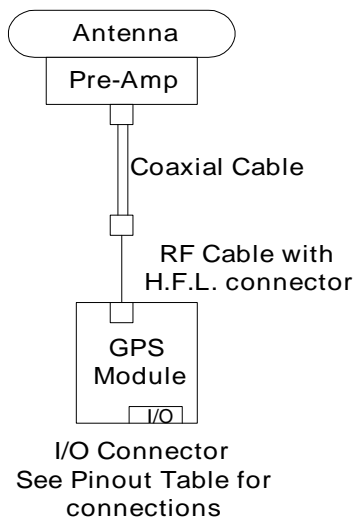 Antenna
Pre-Amp
Coaxial Cable
RF Cable with
H.F.L. connector
GPS
Module
I/O
I/O Connector
See Pinout Table for
connections